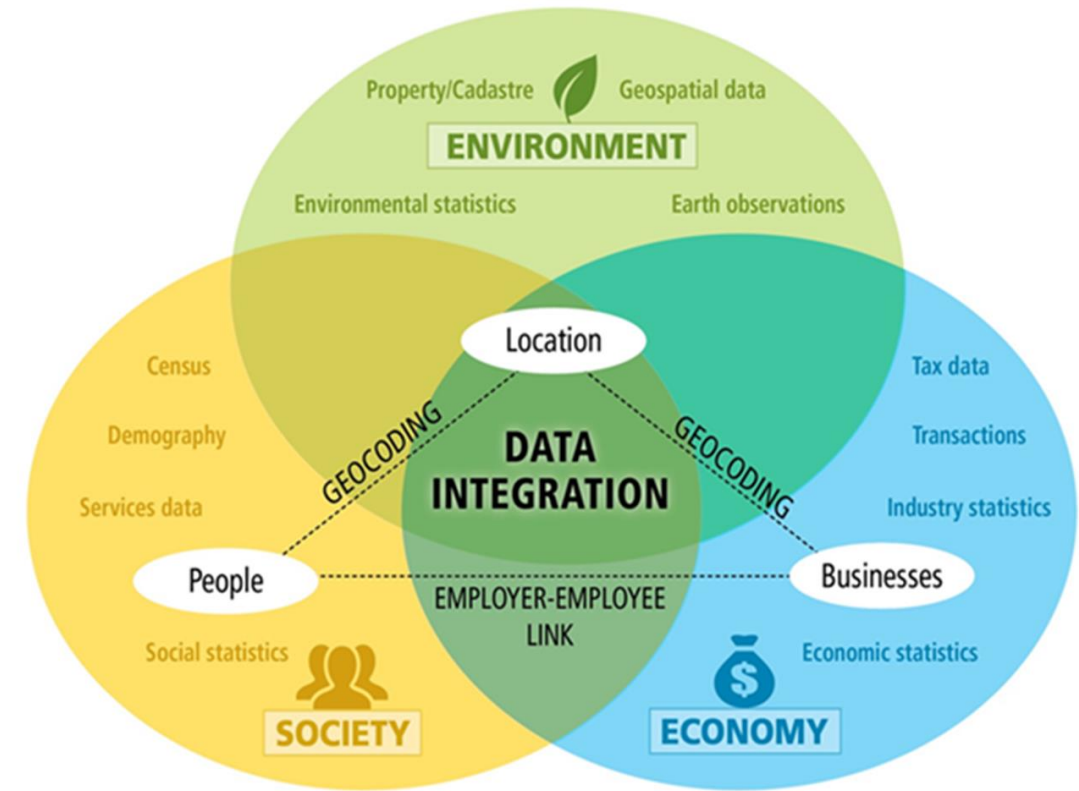 Property/Cadastre
Geospatial data
ENVIRONMENT
Environmental statistics
Earth observations
Location
Census
Tax data
GEOCODING
GEOCODING
Demography
Transactions
DATA
INTEGRATION
Services data
Industry statistics
People
Businesses
EMPLOYER-EMPLOYEE
LINK
Social statistics
$
Economic statistics
SOCIETY
ECONOMY